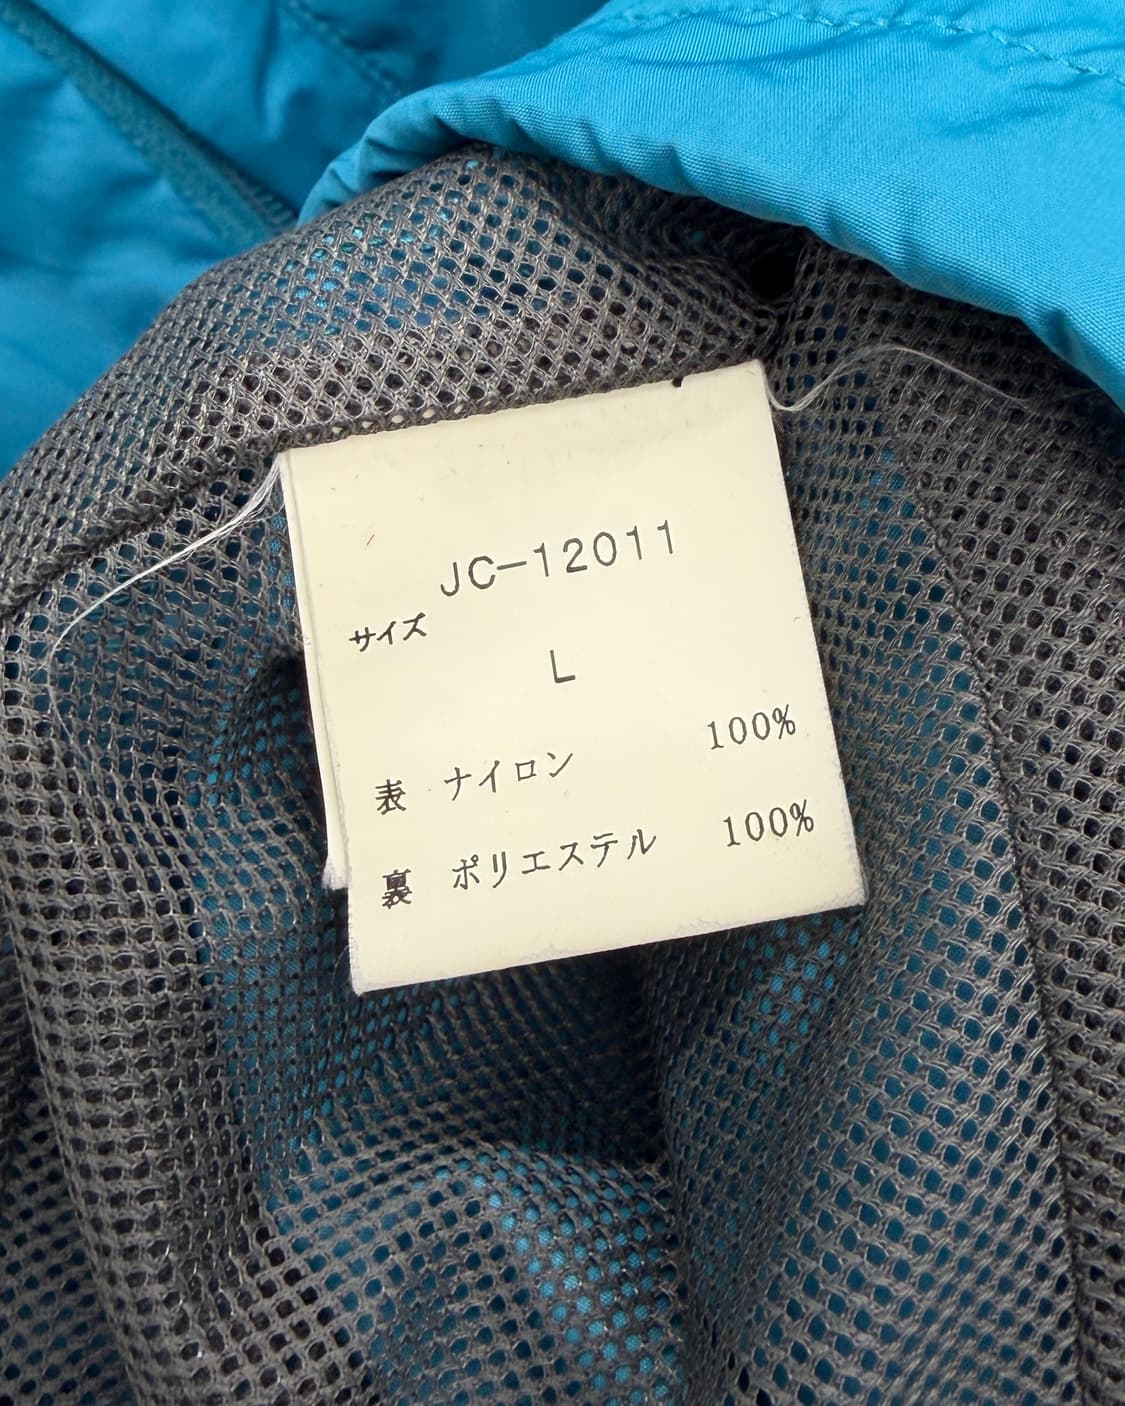 JC-12011
サイズ
L
表 ナイロン 100%
裏 ポリエステル 100%